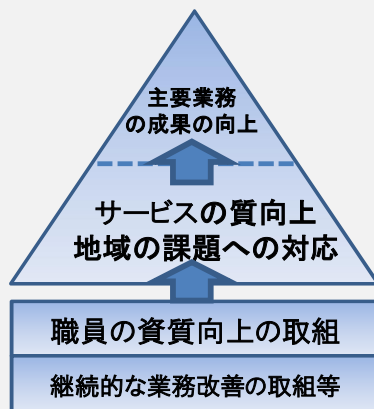 主要業務
の成果の向上
サービスの質向上
地域の課題への対応
職員の資質向上の取組
継続的な業務改善の取組等